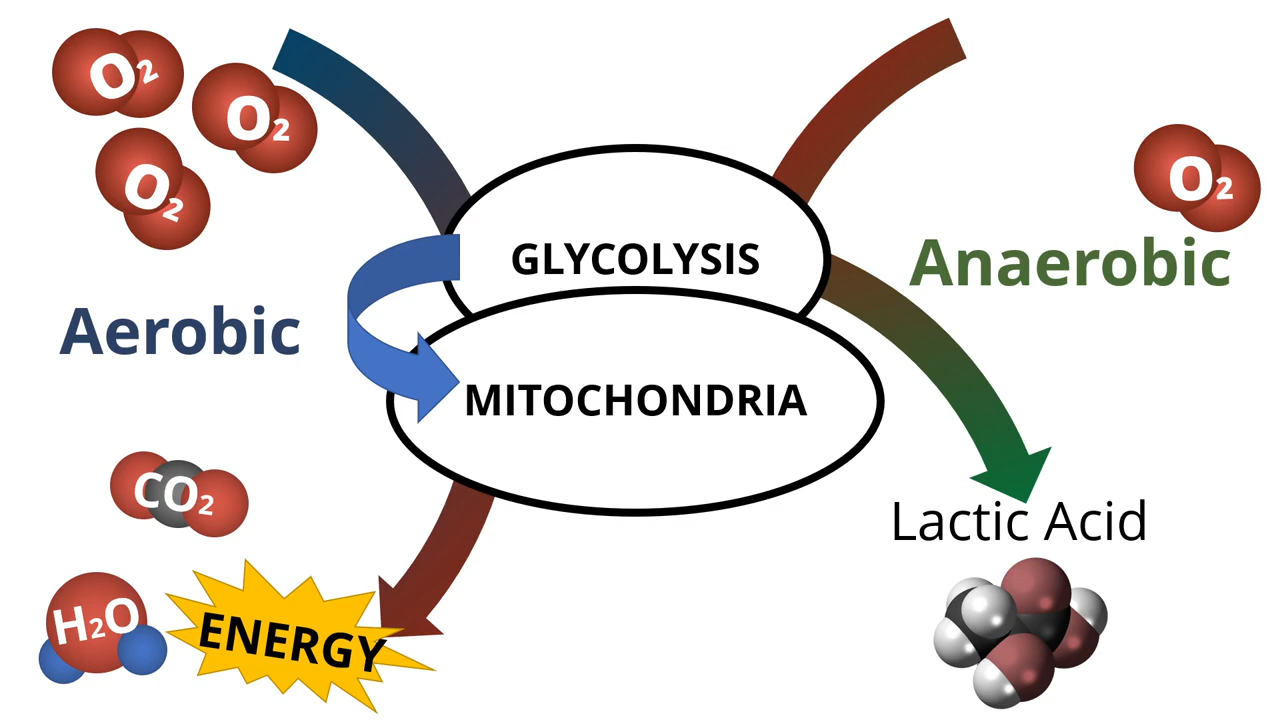 O₂
O₂
O₂
O₂
GLYCOLYSIS
Anaerobic
Aerobic
MITOCHONDRIA
CO₂
Lactic Acid
H₂O
ENERGY